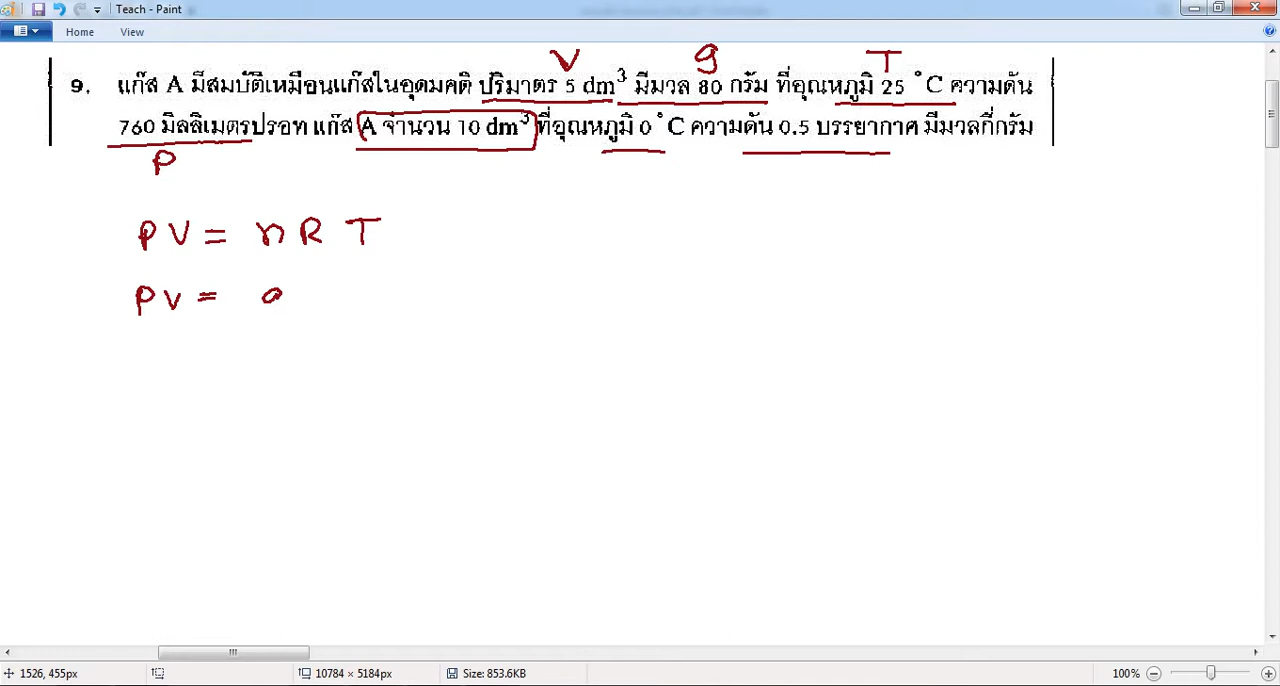 Teach - Paint
Home View
V g T
9. แก๊ส A มีสมบัติเหมือนแก๊สในอุดมคติ ปริมาตร 5 dm³ มีมวล 80 กรัม ที่อุณหภูมิ 25 °C ความดัน
760 มิลลิเมตรปรอท แก๊ส A จำนวน 10 dm³ ที่อุณหภูมิ 0 °C ความดัน 0.5 บรรยากาศ มีมวลกี่กรัม
P
PV = n R T
PV =
1526, 455px 10784 × 5184px Size: 853.6KB 100%